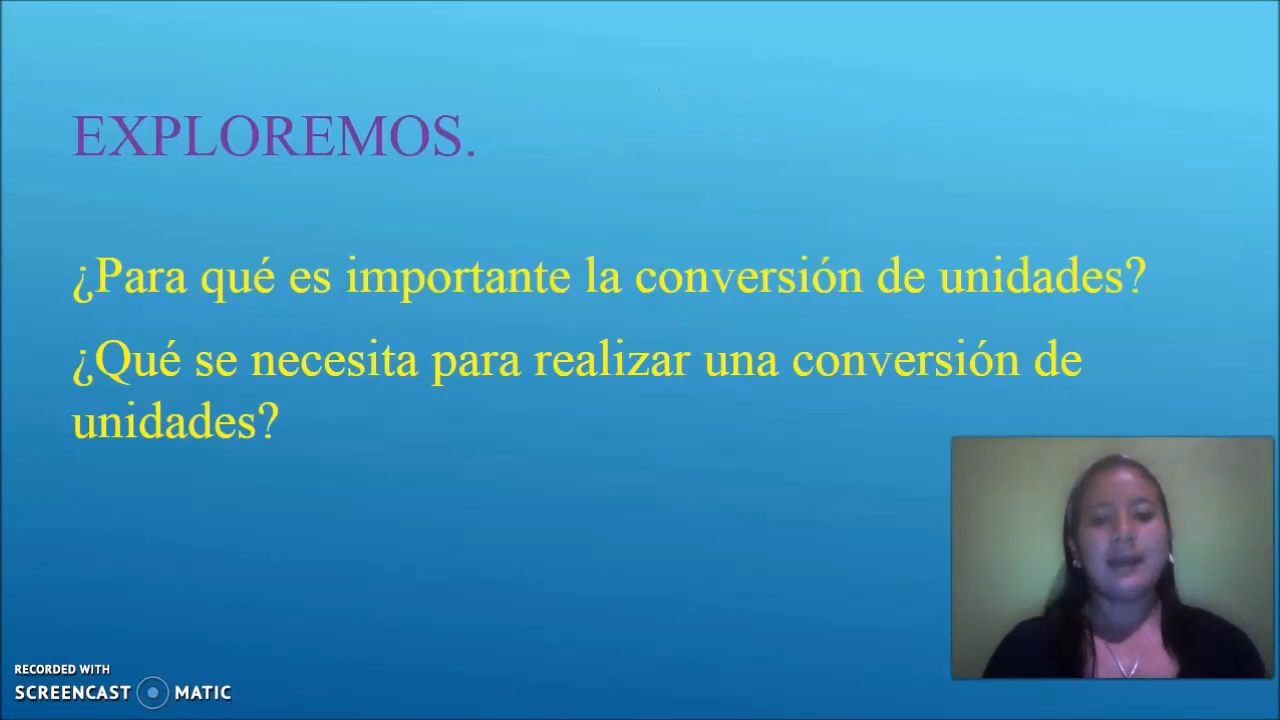 EXPLOREMOS.
¿Para qué es importante la conversión de unidades?
¿Qué se necesita para realizar una conversión de
unidades?
RECORDED WITH
SCREENCAST MATIC